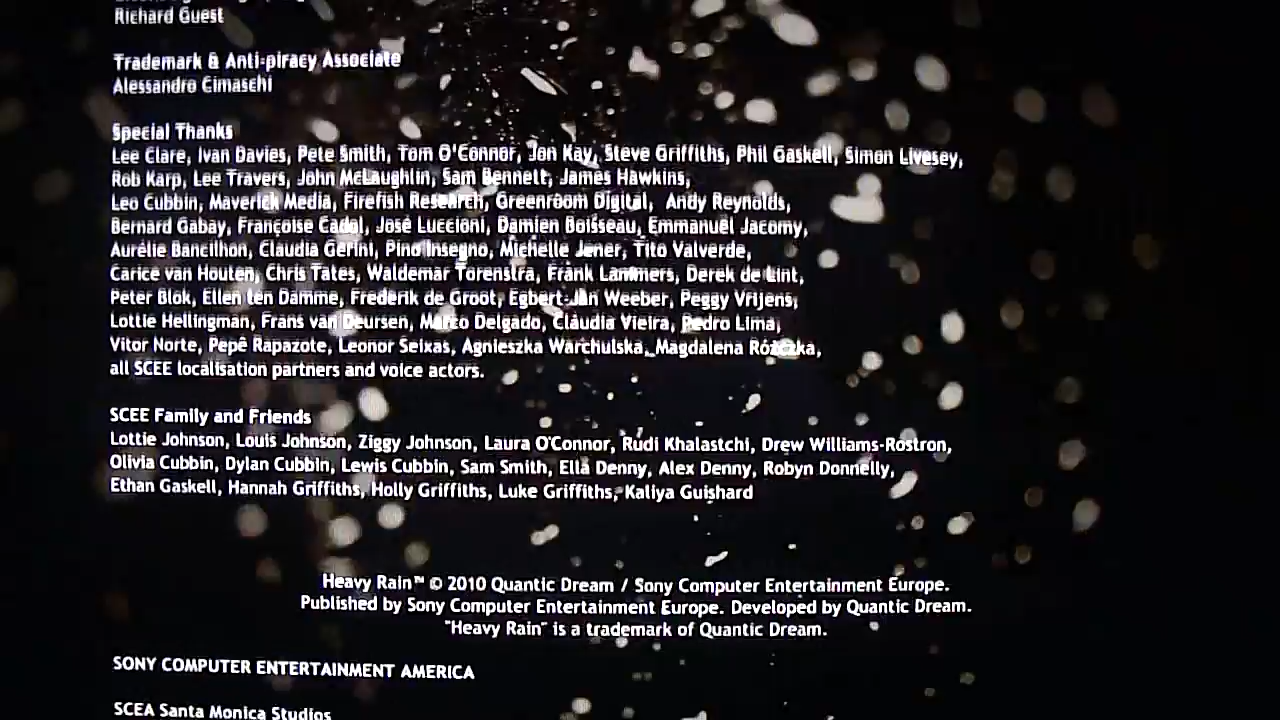 Richard Guest
Trademark & Anti-piracy Associate
Alessandro Cimaschi
Special Thanks
Lee Clare, Ivan Davies, Pete Smith, Tom O'Connor, Jon Kay, Steve Griffiths, Phil Gaskell, Simon Livesey,
Rob Karp, Lee Travers, John McLaughlin, Sam Bennett, James Hawkins,
Leo Cubbin, Maverick Media, Firefish Research, Greenroom Digital, Andy Reynolds,
Bernard Gabay, Françoise Cadol, José Luccioni, Damien Boisseau, Emmanuel Jacomy,
Aurélie Bancilhon, Claudia Gerini, Pino Insegno, Michelle Jener, Tito Valverde,
Carice van Houten, Chris Tates, Waldemar Torenstra, Frank Lammers, Derek de Lint,
Peter Blok, Ellen ten Damme, Frederik de Groot, Egbert-Jan Weeber, Peggy Vrijens,
Lottie Hellingman, Frans van Deursen, Marco Delgado, Cláudia Vieira, Pedro Lima,
Vitor Norte, Pepê Rapazote, Leonor Seixas, Agnieszka Warchulska, Magdalena Różczka,
all SCEE localisation partners and voice actors.
SCEE Family and Friends
Lottie Johnson, Louis Johnson, Ziggy Johnson, Laura O'Connor, Rudi Khalastchi, Drew Williams-Rostron,
Olivia Cubbin, Dylan Cubbin, Lewis Cubbin, Sam Smith, Ella Denny, Alex Denny, Robyn Donnelly,
Ethan Gaskell, Hannah Griffiths, Holly Griffiths, Luke Griffiths, Kaliya Guishard
Heavy Rain™ © 2010 Quantic Dream / Sony Computer Entertainment Europe.
Published by Sony Computer Entertainment Europe. Developed by Quantic Dream.
"Heavy Rain" is a trademark of Quantic Dream.
SONY COMPUTER ENTERTAINMENT AMERICA
SCEA Santa Monica Studios